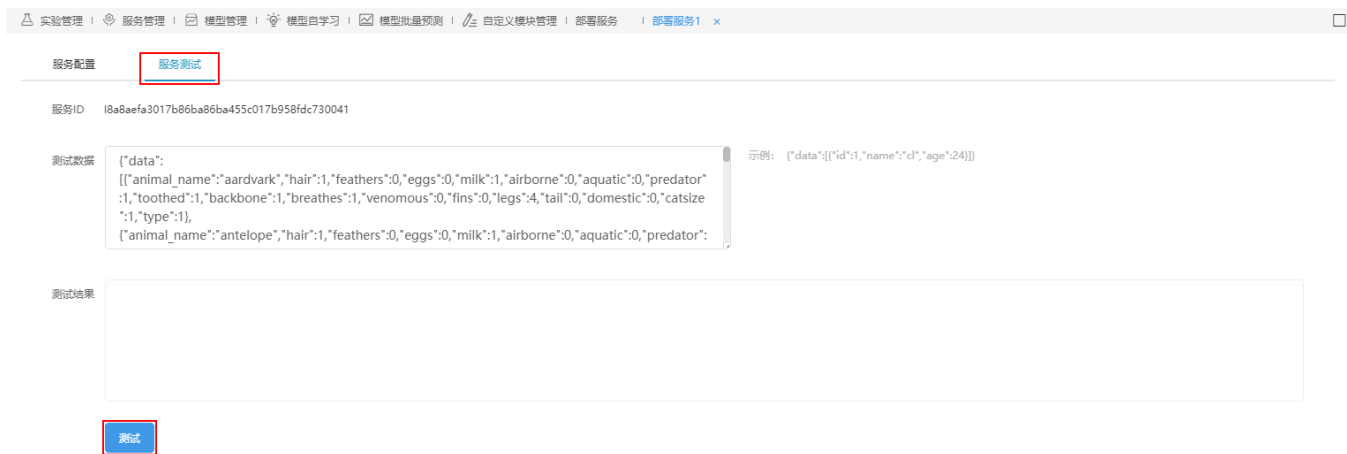 实验管理 服务管理 模型管理 模型自学习 模型批量预测 自定义模块管理 部署服务 部署服务1 ×
服务配置 服务测试
服务ID l8a8aefa3017b86ba86ba455c017b958fdc730041
测试数据 {"data": 示例: {"data":[{"id":1,"name":"cl","age":24}]}
[{"animal_name":"aardvark","hair":1,"feathers":0,"eggs":0,"milk":1,"airborne":0,"aquatic":0,"predator"
:1,"toothed":1,"backbone":1,"breathes":1,"venomous":0,"fins":0,"legs":4,"tail":0,"domestic":0,"catsize
":1,"type":1},
{"animal_name":"antelope","hair":1,"feathers":0,"eggs":0,"milk":1,"airborne":0,"aquatic":0,"predator":
测试结果
测试